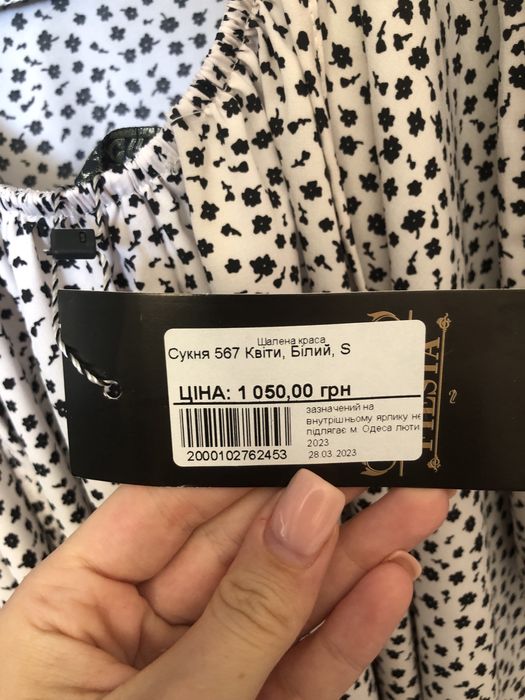 Шалена краса
Сукня 567 Квіти, Білий, S
ЦІНА: 1 050,00 грн
зазначений на
внутрішньому ярлику не
підлягає м. Одеса люти
2023
2000102762453
28.03.2023
FIESTA